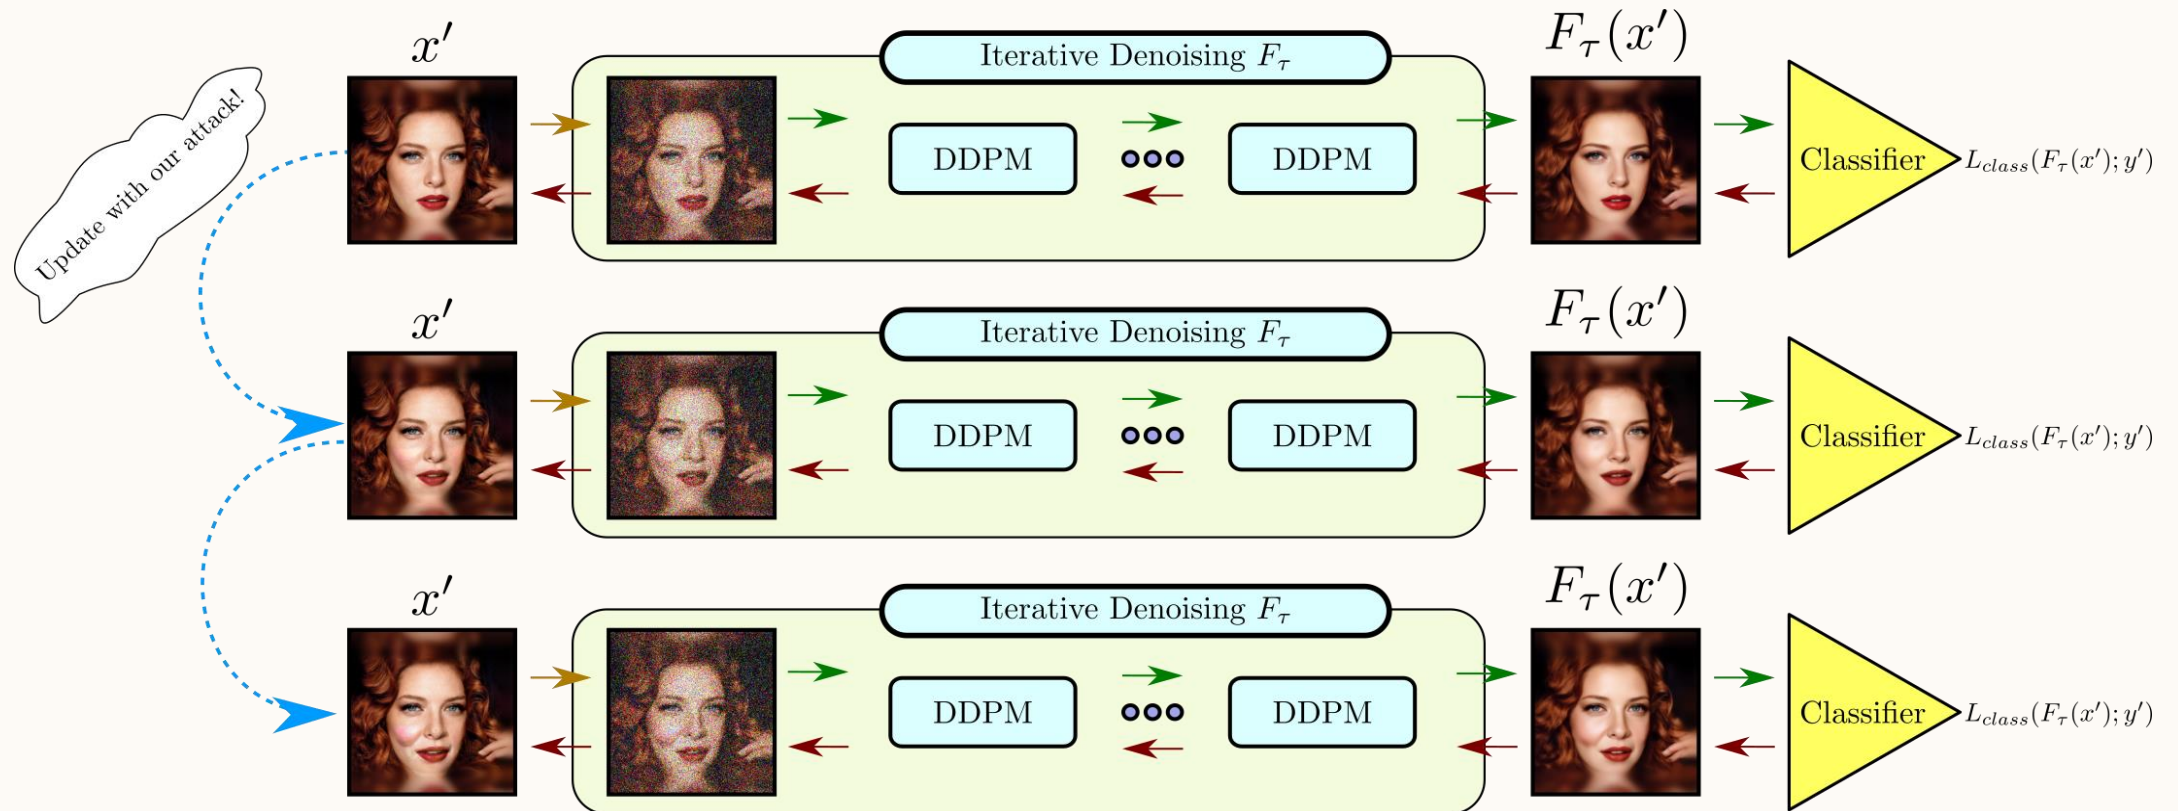 Update with our attack!
x′
Iterative Denoising F_τ
F_τ(x′)
DDPM
DDPM
Classifier
L_class(F_τ(x′); y′)
x′
Iterative Denoising F_τ
F_τ(x′)
DDPM
DDPM
Classifier
L_class(F_τ(x′); y′)
x′
Iterative Denoising F_τ
F_τ(x′)
DDPM
DDPM
Classifier
L_class(F_τ(x′); y′)